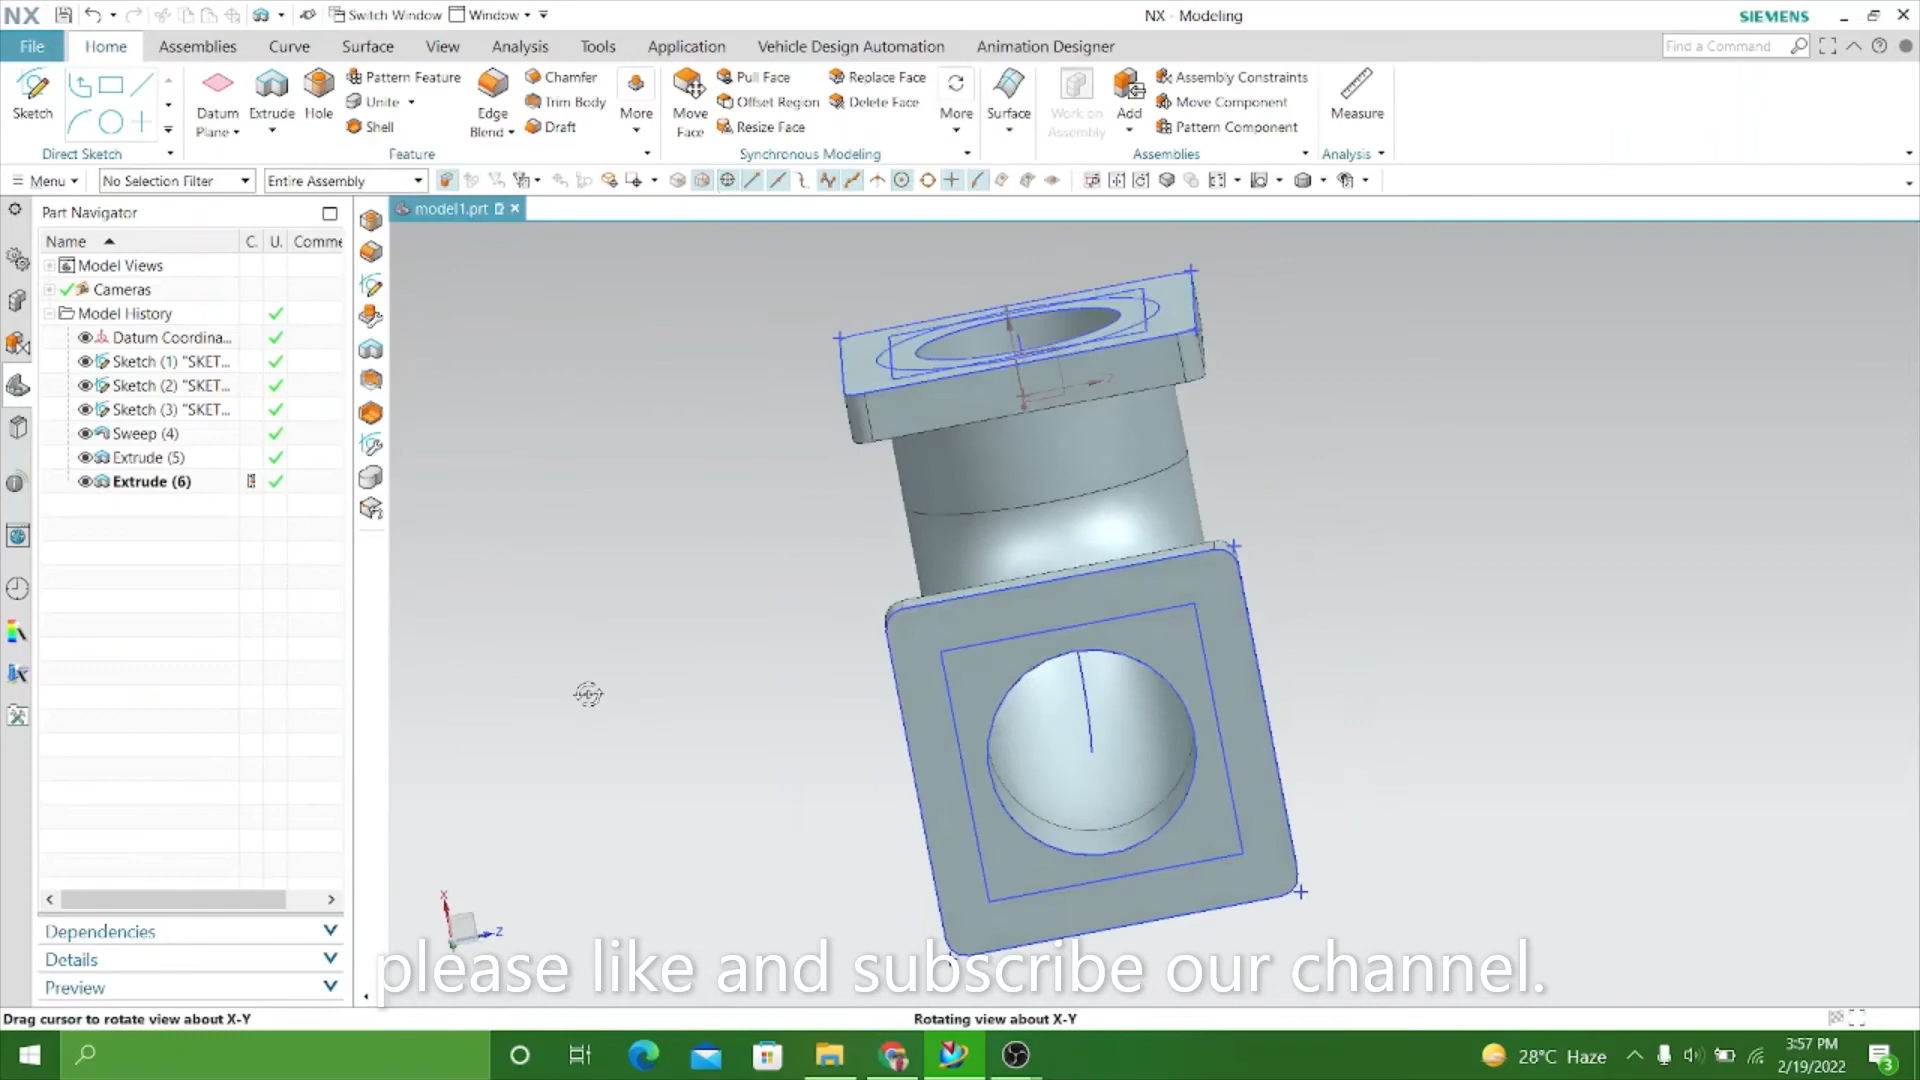 NX Switch Window Window NX - Modeling SIEMENS
File Home Assemblies Curve Surface View Analysis Tools Application Vehicle Design Automation Animation Designer Find a Command
Sketch Datum Plane Extrude Hole Pattern Feature Unite Shell Edge Blend Chamfer Trim Body Draft More Move Face Pull Face Offset Region Resize Face Replace Face Delete Face More Surface Work on Assembly Add Assembly Constraints Move Component Pattern Component Measure
Direct Sketch Feature Synchronous Modeling Assemblies Analysis
Menu No Selection Filter Entire Assembly
Part Navigator model1.prt
Name C. U. Comme
Model Views
Cameras
Model History
Datum Coordina...
Sketch (1) "SKET...
Sketch (2) "SKET...
Sketch (3) "SKET...
Sweep (4)
Extrude (5)
Extrude (6)
X
Z
Dependencies
Details
Preview
please like and subscribe our channel.
Drag cursor to rotate view about X-Y Rotating view about X-Y
28°C Haze 3:57 PM
2/19/2022
3